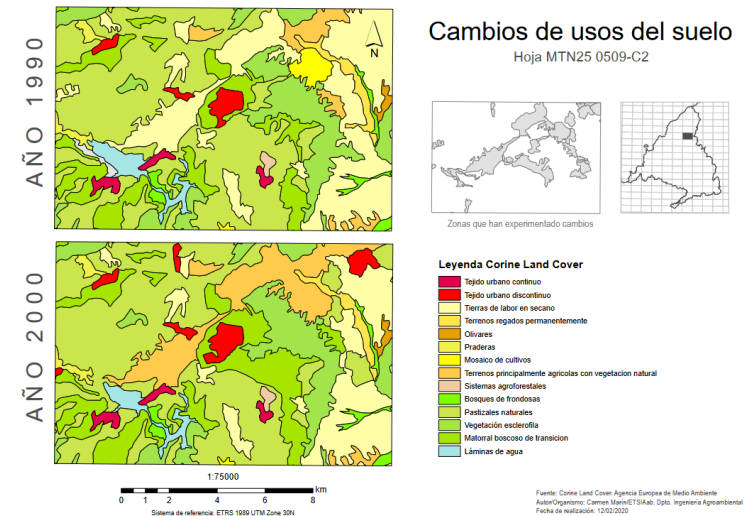 Cambios de usos del suelo
Hoja MTN25 0509-C2
AÑO 1990
N
Zonas que han experimentado cambios
AÑO 2000
Leyenda Corine Land Cover
Tejido urbano continuo
Tejido urbano discontinuo
Tierras de labor en secano
Terrenos regados permanentemente
Olivares
Praderas
Mosaico de cultivos
Terrenos principalmente agricolas con vegetacion natural
Sistemas agroforestales
Bosques de frondosas
Pastizales naturales
Vegetación esclerofila
Matorral boscoso de transicion
Láminas de agua
1:75000
km
0 1 2 4 6 8
Sistema de referencia: ETRS 1989 UTM Zone 30N
Fuente: Corine Land Cover. Agencia Europea de Medio Ambiente
Autor/Organismo: Carmen Marín/ETSIAab. Dpto. Ingeniería Agroambiental
Fecha de realización: 12/02/2020